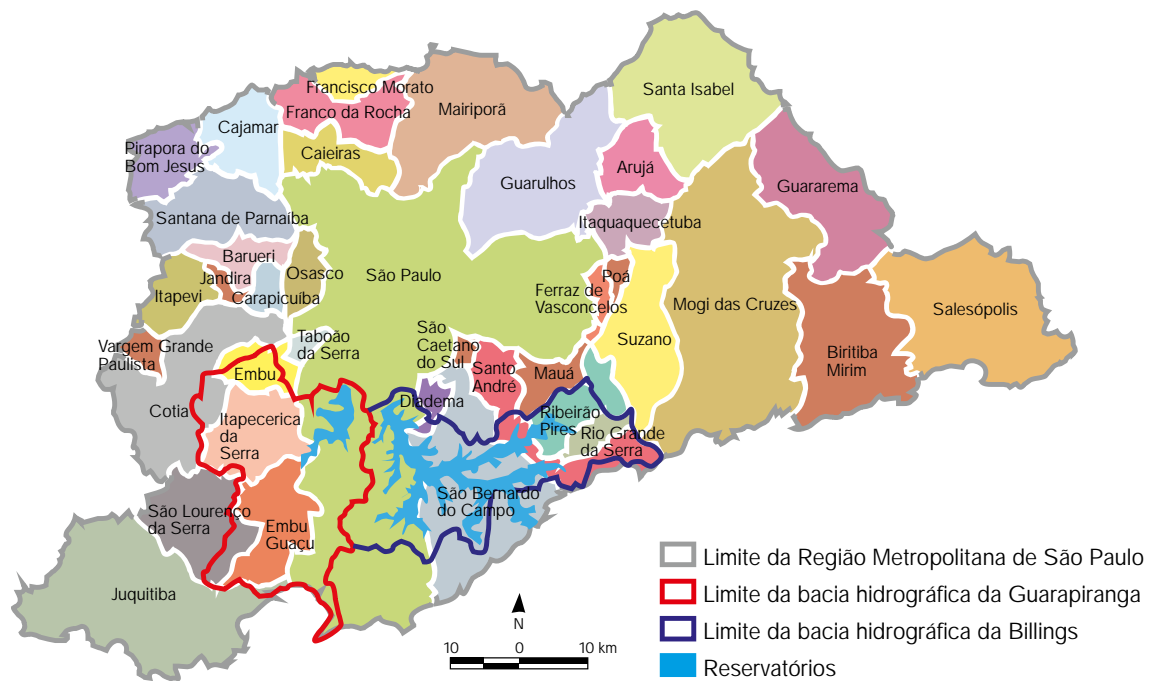 Francisco Morato
Franco da Rocha
Mairiporã
Santa Isabel
Cajamar
Pirapora do
Bom Jesus
Caieiras
Guarulhos
Arujá
Guararema
Santana de Parnaíba
Itaquaquecetuba
Barueri
Jandira
Itapevi
Carapicuíba
Osasco
São Paulo
Ferraz de
Vasconcelos
Poá
Suzano
Mogi das Cruzes
Salesópolis
Biritiba
Mirim
Vargem Grande
Paulista
Taboão
da Serra
São
Caetano
do Sul
Santo
André
Mauá
Embu
Cotia
Itapecerica
da
Serra
Diadema
Ribeirão
Pires
Rio Grande
da Serra
São Bernardo
do Campo
São Lourenço
da Serra
Embu
Guaçu
Juquitiba
N
10 0 10 km
Limite da Região Metropolitana de São Paulo
Limite da bacia hidrográfica da Guarapiranga
Limite da bacia hidrográfica da Billings
Reservatórios